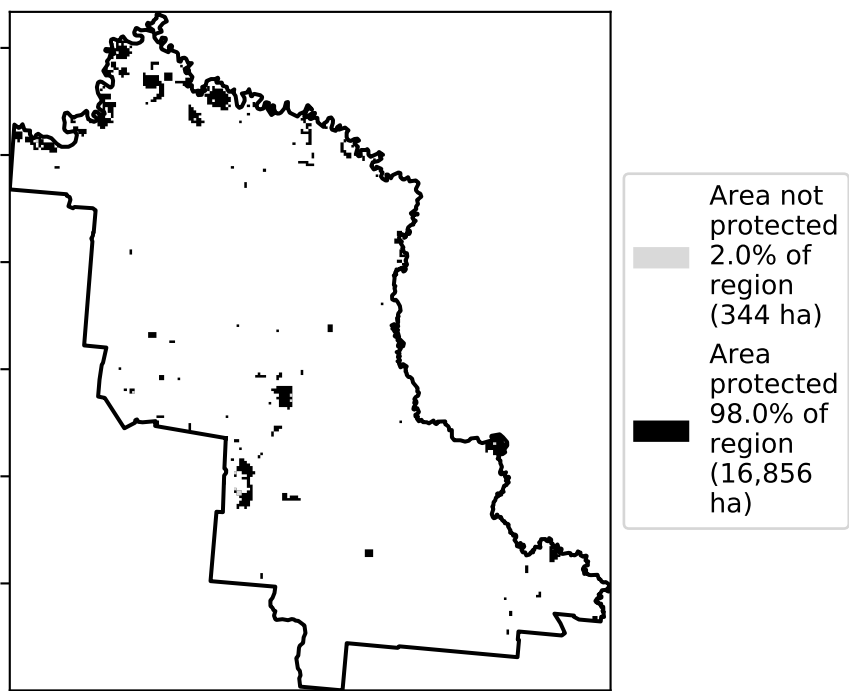 Area not
protected
2.0% of
region
(344 ha)
Area
protected
98.0% of
region
(16,856
ha)